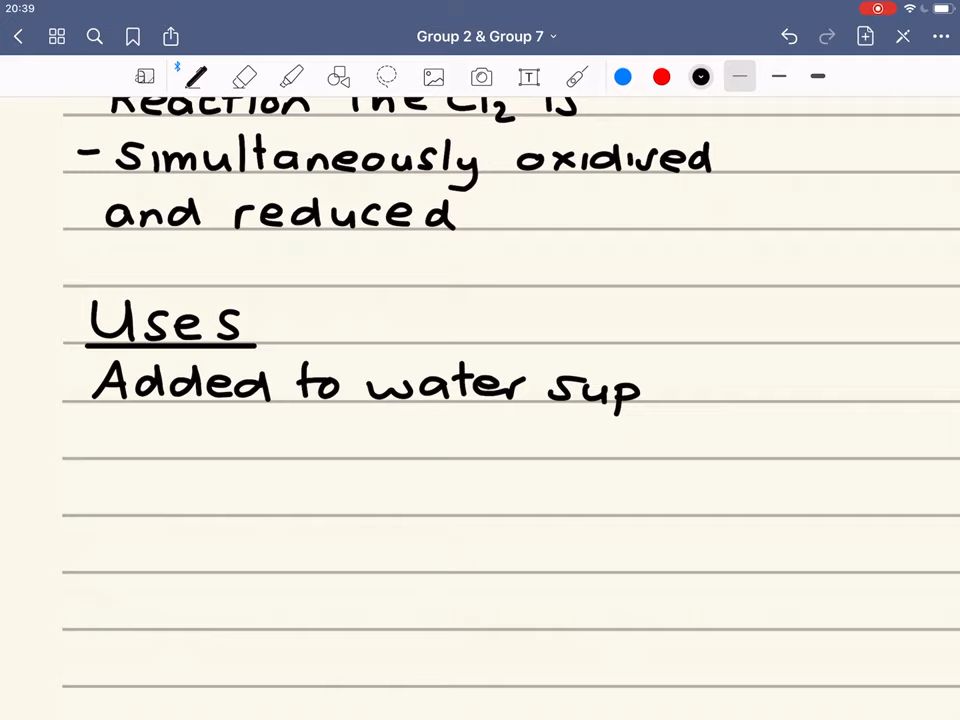 20:39
Group 2 & Group 7
T
Reaction the Cl2 is
- simultaneously oxidised
and reduced
Uses
Added to water sup